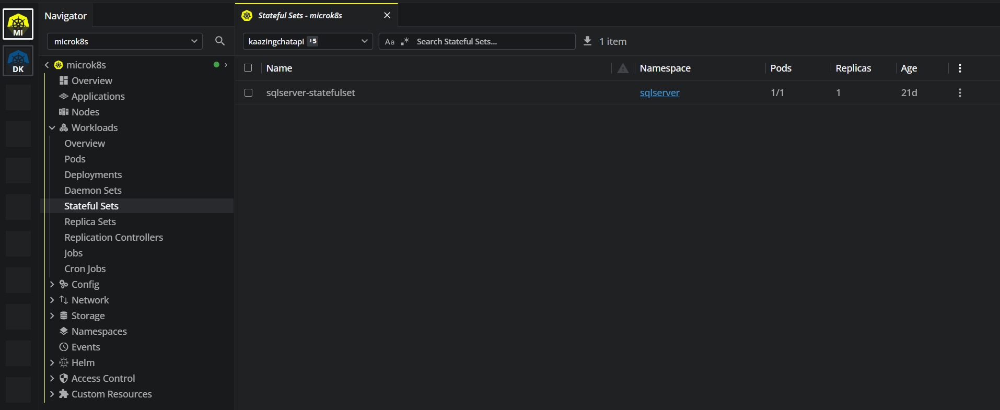 MI
DK
Navigator
microk8s
microk8s
Overview
Applications
Nodes
Workloads
Overview
Pods
Deployments
Daemon Sets
Stateful Sets
Replica Sets
Replication Controllers
Jobs
Cron Jobs
Config
Network
Storage
Namespaces
Events
HELM Helm
Access Control
Custom Resources
Stateful Sets - microk8s
kaazingchatapi +5 Aa .* Search Stateful Sets... 1 item
Name Namespace Pods Replicas Age
sqlserver-statefulset sqlserver 1/1 1 21d